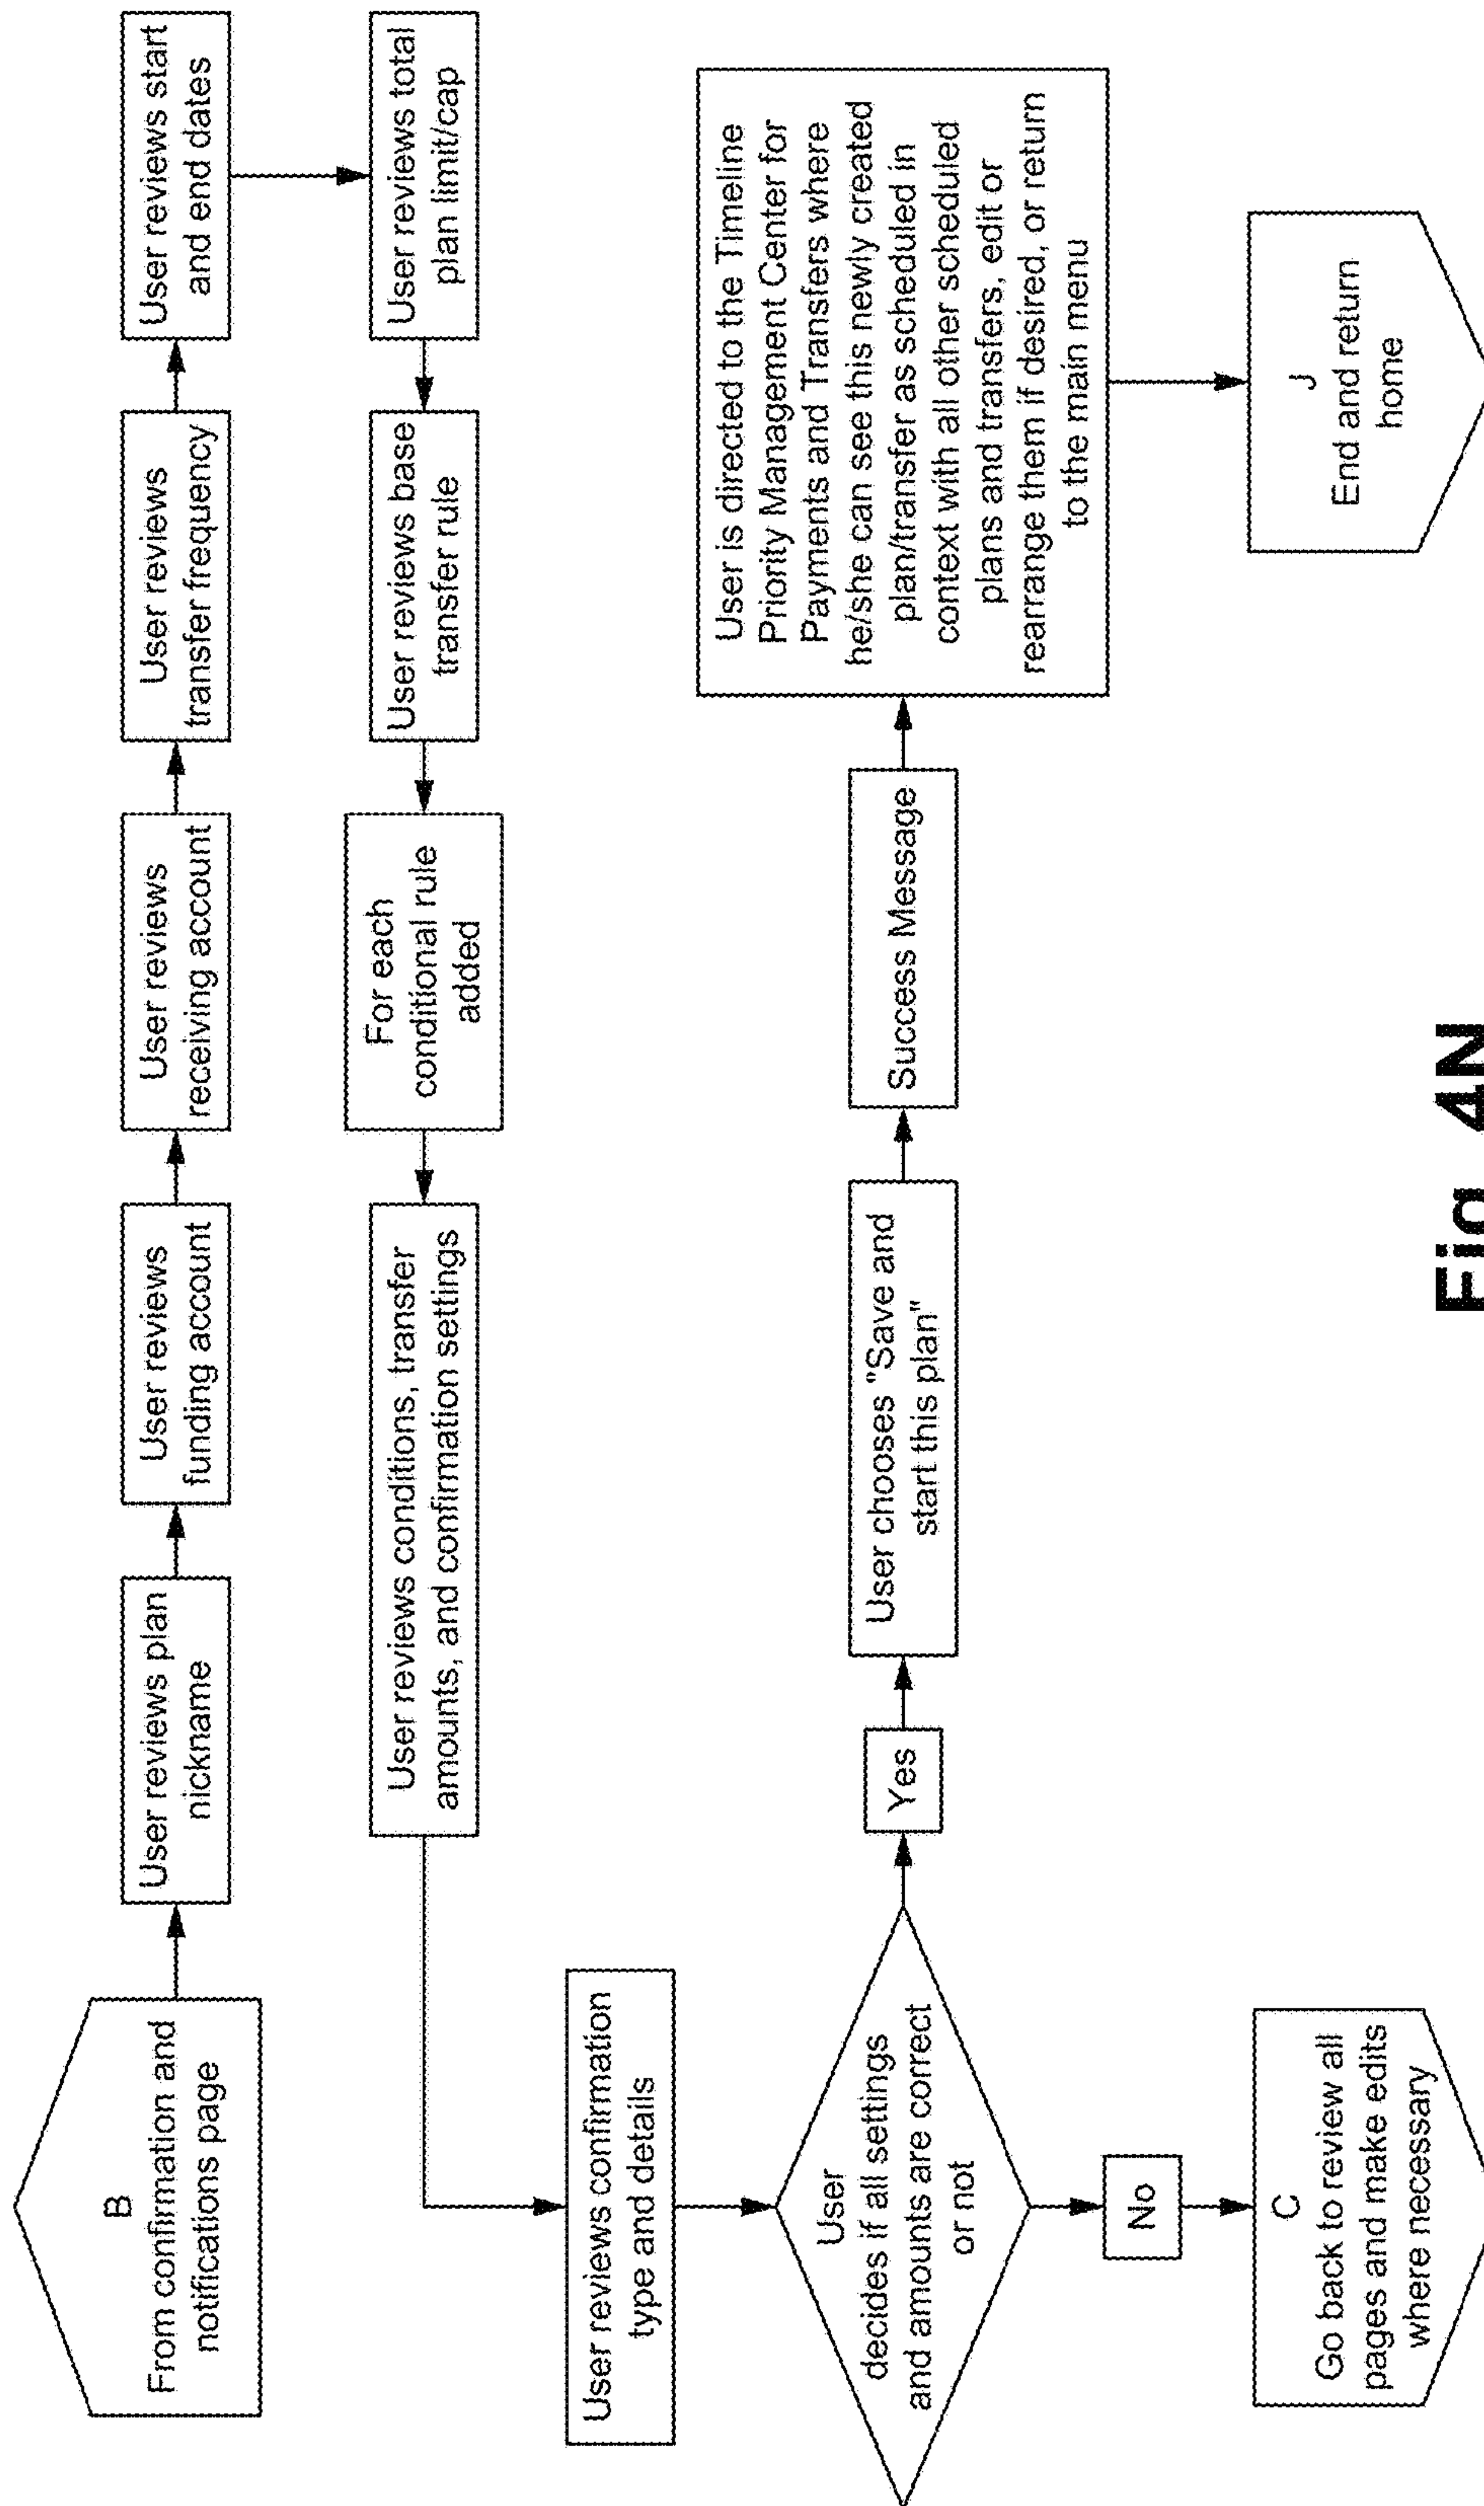 B
From confirmation and
notifications page
User reviews plan
nickname
User reviews
funding account
User reviews
receiving account
User reviews
transfer frequency
User reviews start
and end dates
User reviews total
plan limit/cap
User reviews base
transfer rule
For each
conditional rule
added
User reviews conditions, transfer
amounts, and confirmation settings
User reviews confirmation
type and details
User
decides if all settings
and amounts are correct
or not
Yes
User chooses "Save and
start this plan"
Success Message
User is directed to the Timeline
Priority Management Center for
Payments and Transfers where
he/she can see this newly created
plan/transfer as scheduled in
context with all other scheduled
plans and transfers, edit or
rearrange them if desired, or return
to the main menu
J
End and return
home
No
C
Go back to review all
pages and make edits
where necessary
Fig. 4N